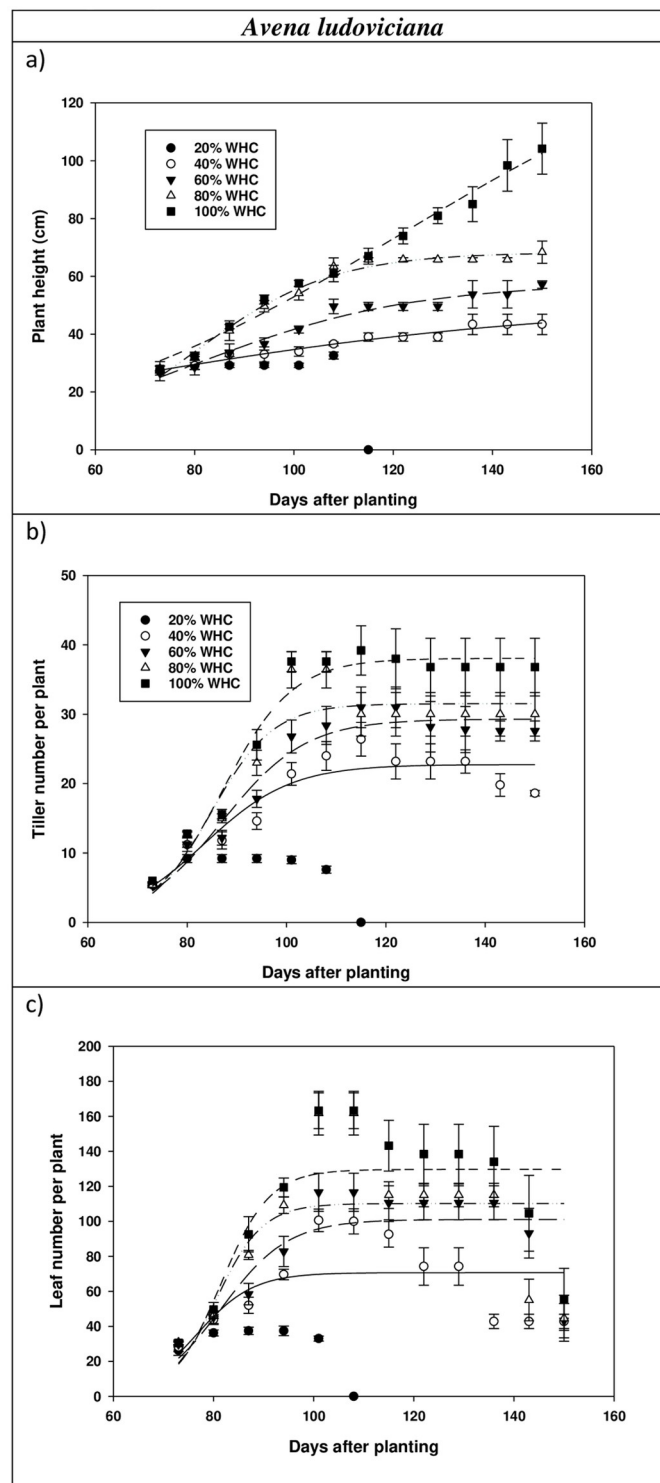 Avena ludoviciana
a)
120
100
80
60
40
20
0
Plant height (cm)
20% WHC
40% WHC
60% WHC
80% WHC
100% WHC
60 80 100 120 140 160
Days after planting
b)
50
40
30
20
10
0
Tiller number per plant
20% WHC
40% WHC
60% WHC
80% WHC
100% WHC
60 80 100 120 140 160
Days after planting
c)
200
180
160
140
120
100
80
60
40
20
0
Leaf number per plant
60 80 100 120 140 160
Days after planting